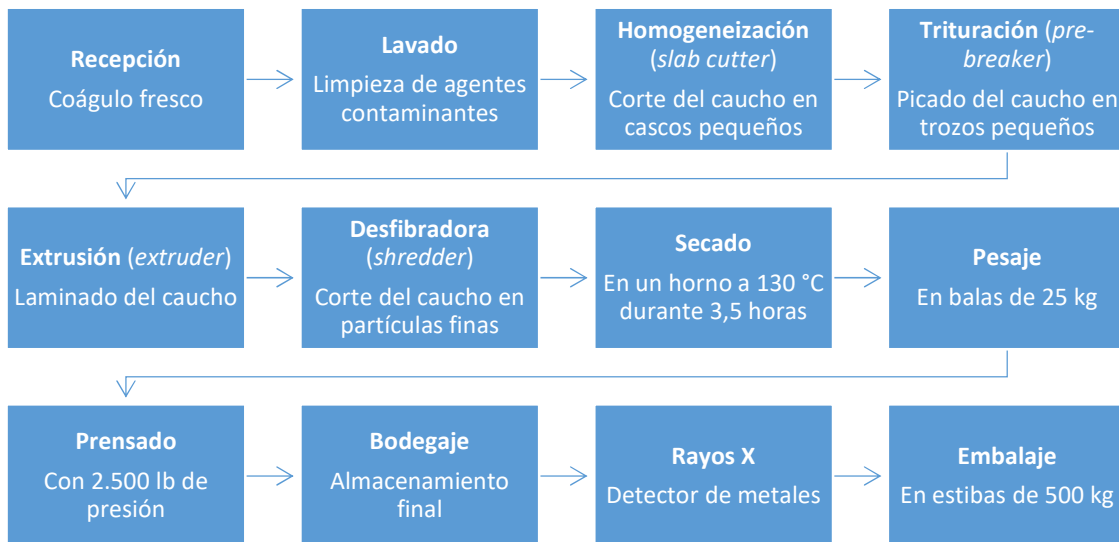 Recepción
Coágulo fresco
Lavado
Limpieza de agentes
contaminantes
Homogeneización
(slab cutter)
Corte del caucho en
cascos pequeños
Trituración (pre-
breaker)
Picado del caucho en
trozos pequeños
Extrusión (extruder)
Laminado del caucho
Desfibradora
(shredder)
Corte del caucho en
partículas finas
Secado
En un horno a 130 °C
durante 3,5 horas
Pesaje
En balas de 25 kg
Prensado
Con 2.500 lb de
presión
Bodegaje
Almacenamiento
final
Rayos X
Detector de metales
Embalaje
En estibas de 500 kg